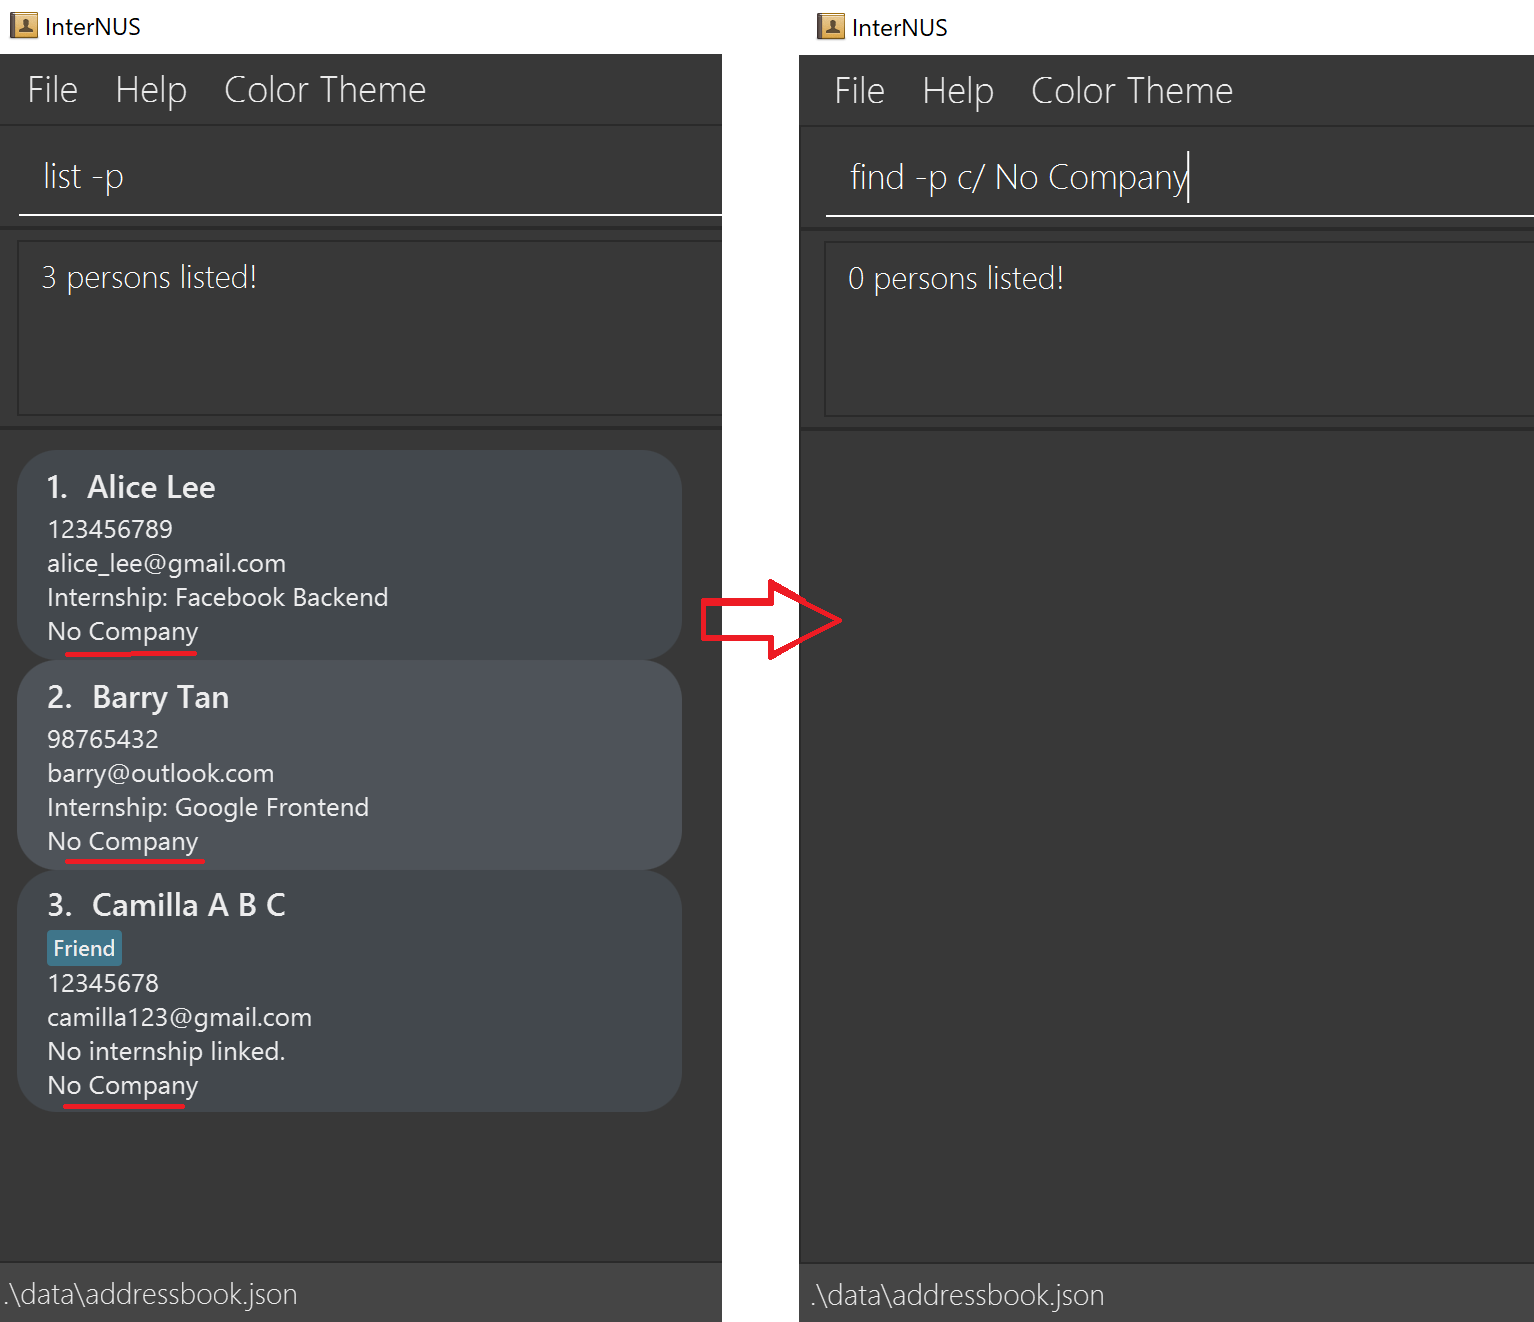 InterNUS
File Help Color Theme
list -p
3 persons listed!
1. Alice Lee
123456789
alice_lee@gmail.com
Internship: Facebook Backend
No Company
2. Barry Tan
98765432
barry@outlook.com
Internship: Google Frontend
No Company
3. Camilla A B C
Friend
12345678
camilla123@gmail.com
No internship linked.
No Company
.\data\addressbook.json
InterNUS
File Help Color Theme
find -p c/ No Company
0 persons listed!
.\data\addressbook.json